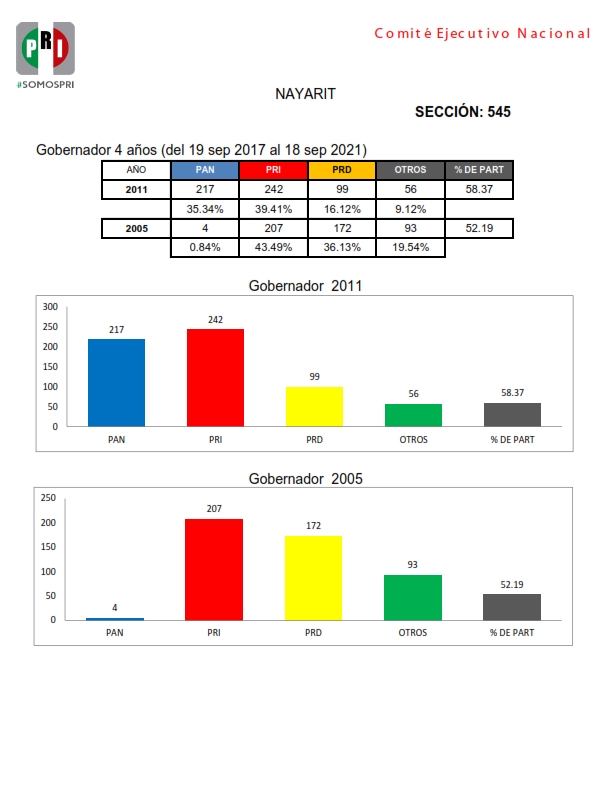 Comité Ejecutivo Nacional
PRI
#SOMOSPRI
NAYARIT
SECCIÓN: 545
Gobernador 4 años (del 19 sep 2017 al 18 sep 2021)
AÑO PAN PRI PRD OTROS % DE PART
2011 217 242 99 56 58.37
35.34% 39.41% 16.12% 9.12%
2005 4 207 172 93 52.19
0.84% 43.49% 36.13% 19.54%
Gobernador 2011
300
250
200
150
100
50
0
217
242
99
56
58.37
PAN PRI PRD OTROS % DE PART
Gobernador 2005
250
200
150
100
50
0
4
207
172
93
52.19
PAN PRI PRD OTROS % DE PART